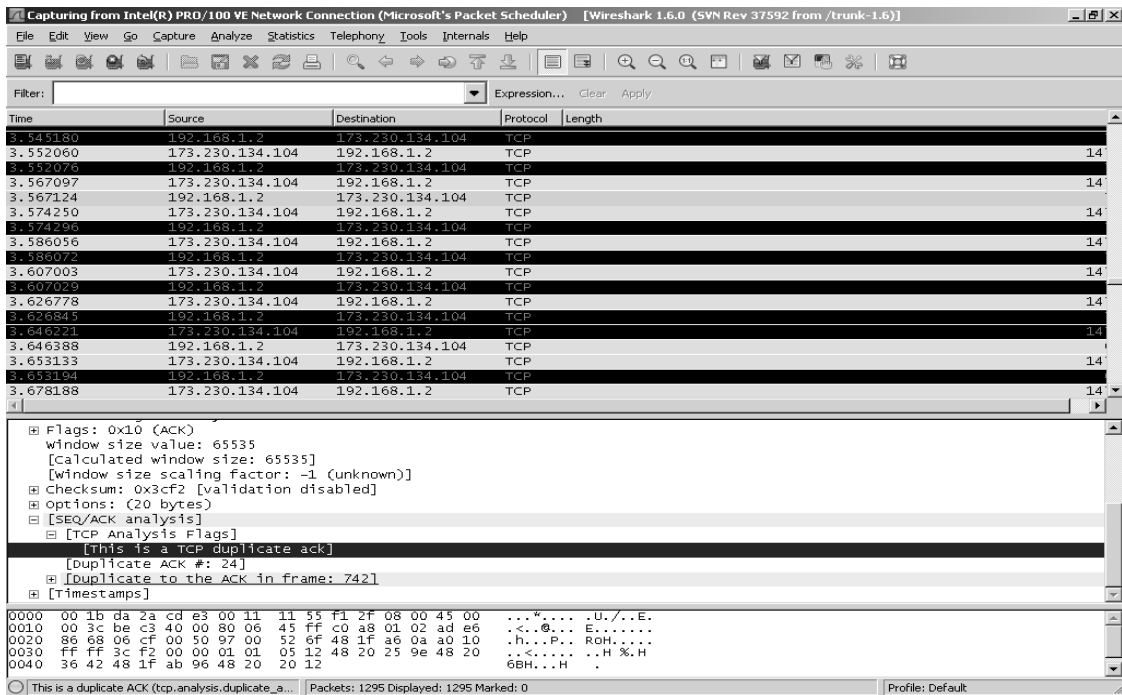 Capturing from Intel(R) PRO/100 VE Network Connection (Microsoft's Packet Scheduler) [Wireshark 1.6.0 (SVN Rev 37592 from /trunk-1.6)]
File Edit View Go Capture Analyze Statistics Telephony Tools Internals Help
Filter: Expression... Clear Apply
Time Source Destination Protocol Length
3.545180 192.168.1.2 173.230.134.104 TCP
3.552060 173.230.134.104 192.168.1.2 TCP 14
3.552076 192.168.1.2 173.230.134.104 TCP
3.567097 173.230.134.104 192.168.1.2 TCP 14
3.567124 192.168.1.2 173.230.134.104 TCP
3.574250 173.230.134.104 192.168.1.2 TCP 14
3.574296 192.168.1.2 173.230.134.104 TCP
3.586056 173.230.134.104 192.168.1.2 TCP 14
3.586072 192.168.1.2 173.230.134.104 TCP
3.607003 173.230.134.104 192.168.1.2 TCP 14
3.607029 192.168.1.2 173.230.134.104 TCP
3.626778 173.230.134.104 192.168.1.2 TCP 14
3.626845 192.168.1.2 173.230.134.104 TCP
3.646221 173.230.134.104 192.168.1.2 TCP 14
3.646388 192.168.1.2 173.230.134.104 TCP
3.653133 173.230.134.104 192.168.1.2 TCP 14
3.653194 192.168.1.2 173.230.134.104 TCP
3.678188 173.230.134.104 192.168.1.2 TCP 14
Flags: 0x10 (ACK)
Window size value: 65535
[Calculated window size: 65535]
[Window size scaling factor: -1 (unknown)]
Checksum: 0x3cf2 [validation disabled]
Options: (20 bytes)
[SEQ/ACK analysis]
[TCP Analysis Flags]
[This is a TCP duplicate ack]
[Duplicate ACK #: 24]
[Duplicate to the ACK in frame: 742]
[Timestamps]
0000 00 1b da 2a cd e3 00 11 11 55 f1 2f 08 00 45 00 ...*.... .U./..E.
0010 00 3c be c3 40 00 80 06 45 ff c0 a8 01 02 ad e6 .<..@... E.......
0020 86 68 06 cf 00 50 97 00 52 6f 48 1f a6 0a a0 10 .h...P.. ROH.....
0030 ff ff 3c f2 00 00 01 01 05 12 48 20 25 9e 48 20 ..<..... ..H %.H
0040 36 42 48 1f ab 96 48 20 20 12 6BH...H .
This is a duplicate ACK (tcp.analysis.duplicate_a... Packets: 1295 Displayed: 1295 Marked: 0 Profile: Default